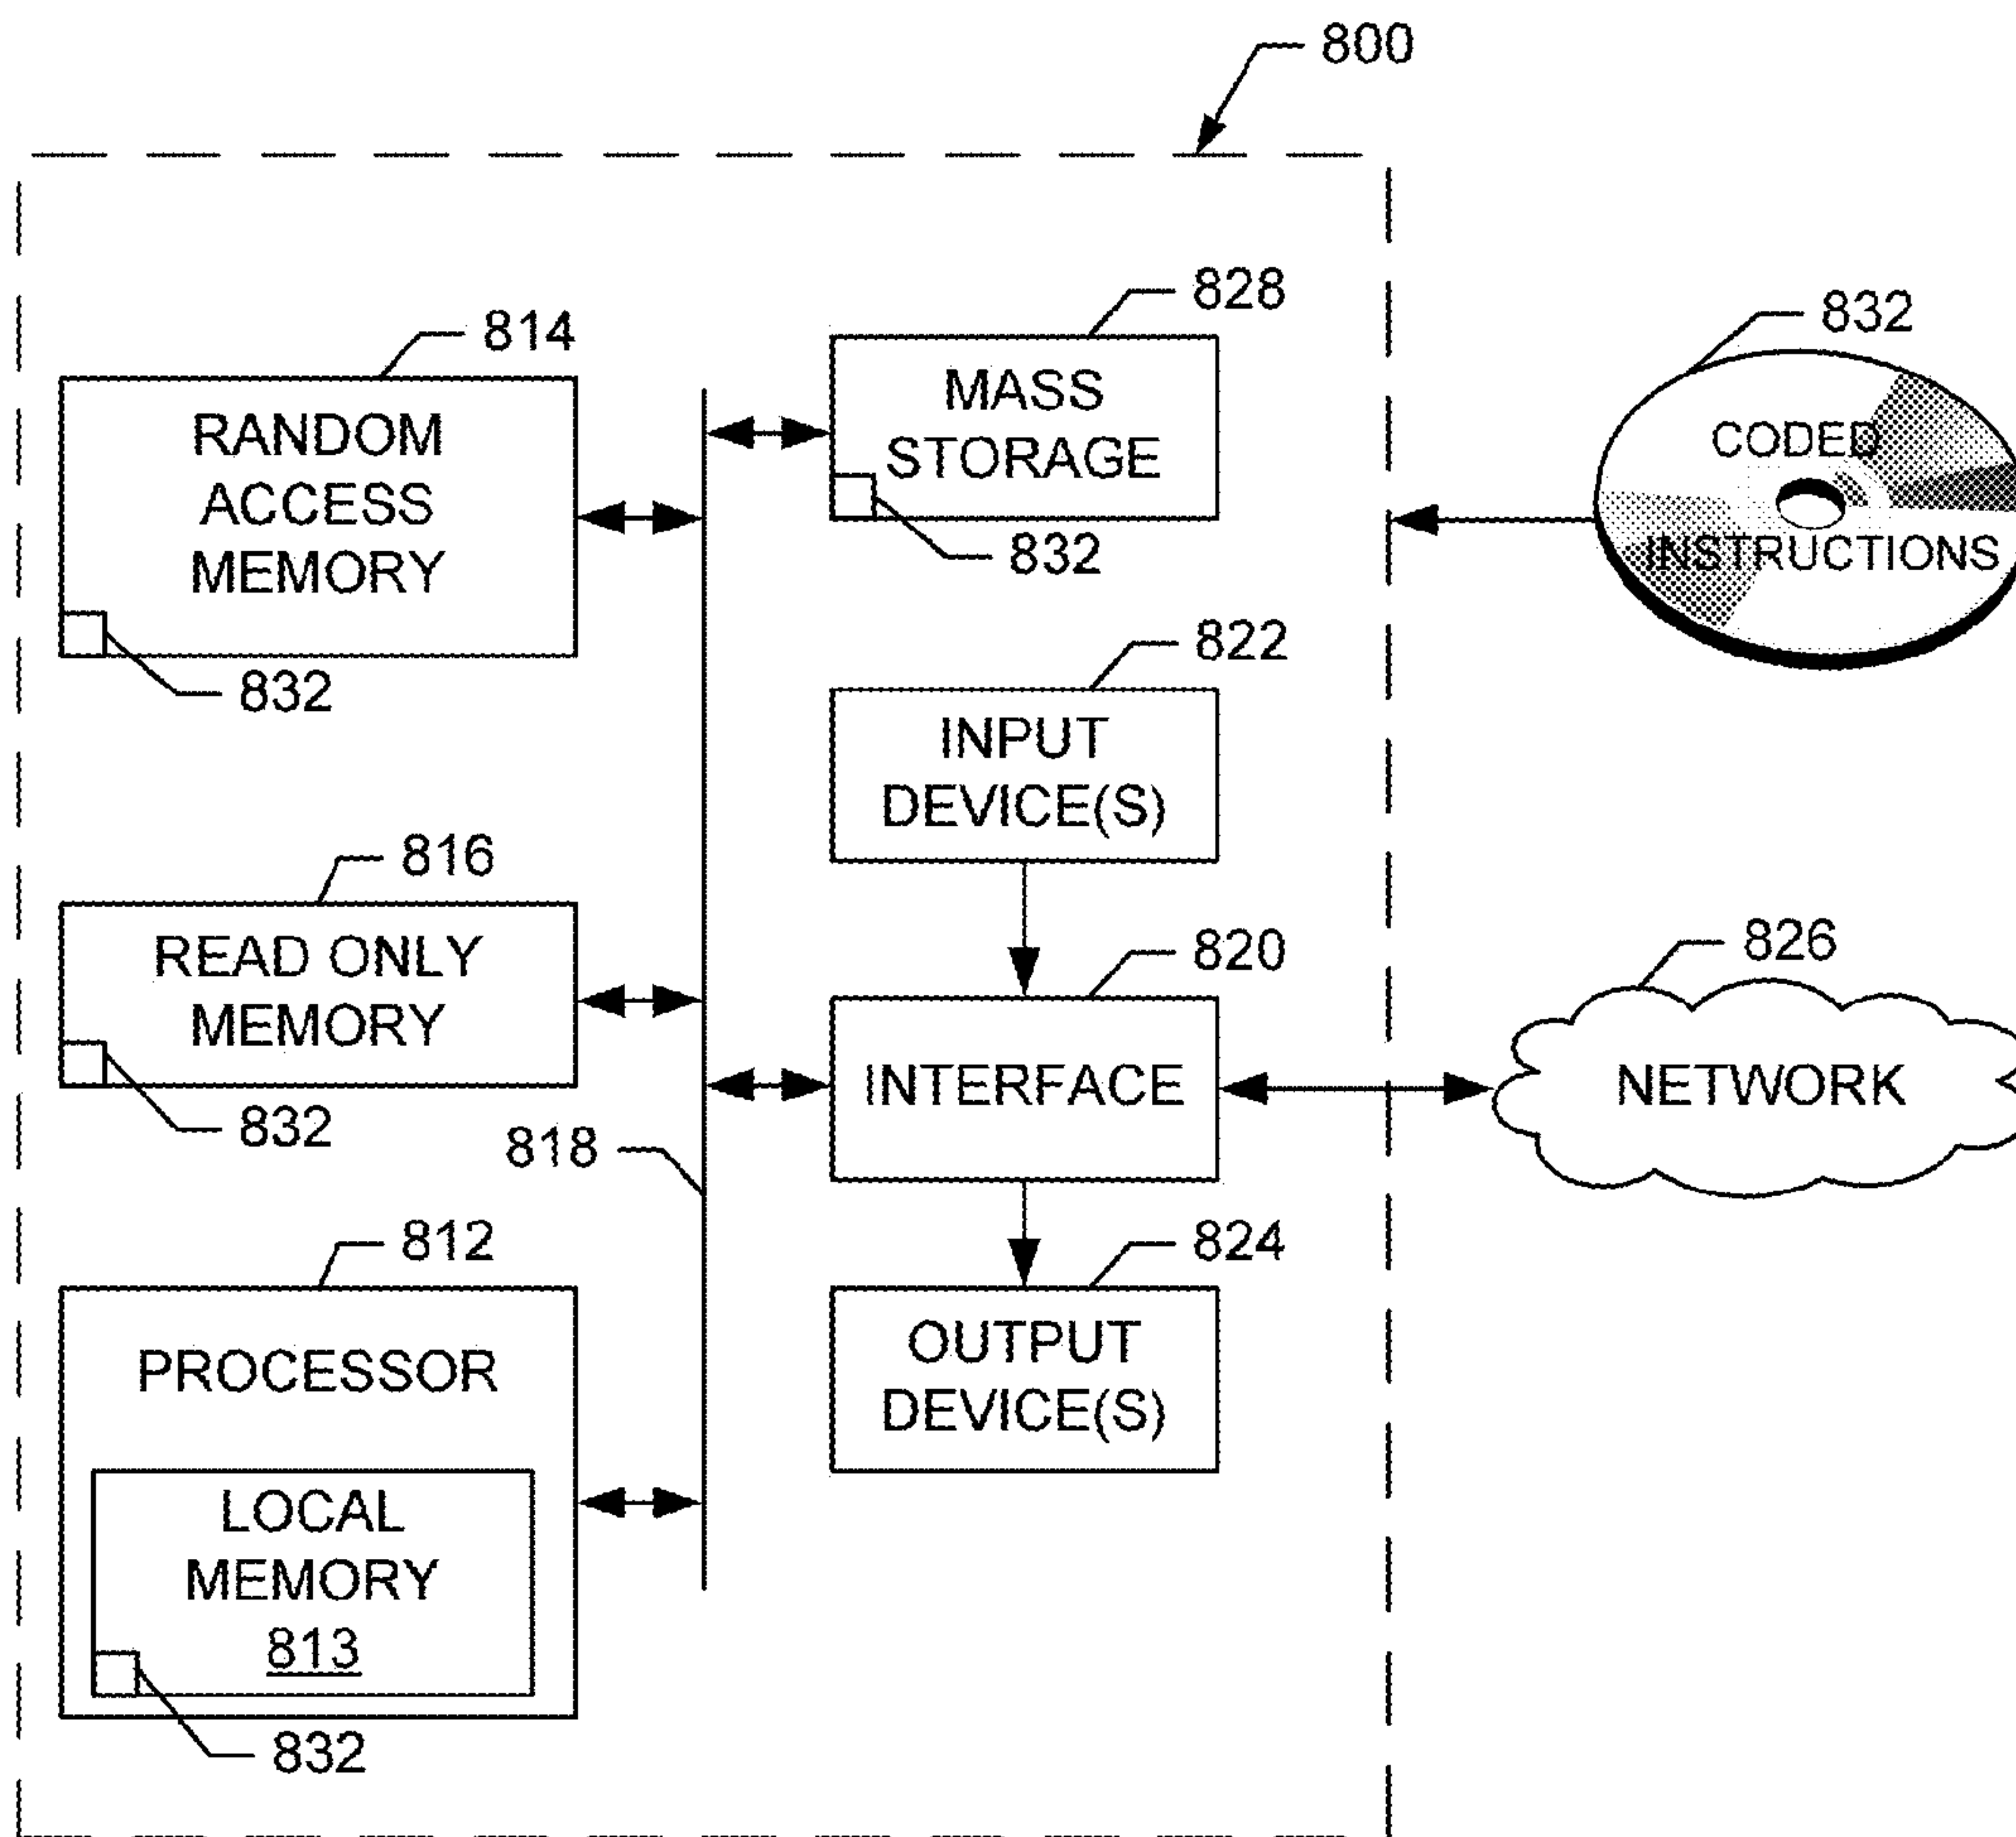 800
814
RANDOM
ACCESS
MEMORY
832
828
MASS
STORAGE
832
832
CODED
INSTRUCTIONS
822
INPUT
DEVICE(S)
816
READ ONLY
MEMORY
832
820
INTERFACE
826
NETWORK
818
812
PROCESSOR
LOCAL
MEMORY
813
832
824
OUTPUT
DEVICE(S)